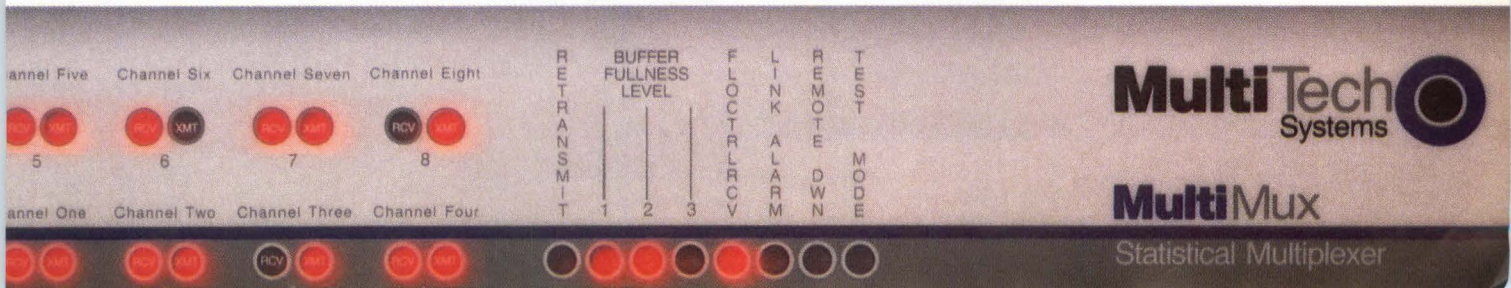 annel Five Channel Six Channel Seven Channel Eight
RCV XMT RCV XMT RCV XMT RCV XMT
5 6 7 8
annel One Channel Two Channel Three Channel Four
RCV XMT RCV XMT RCV XMT RCV XMT
RETRANSMIT
BUFFER
FULLNESS
LEVEL
1 2 3
FLOCTRLRCV
LINK ALARM
REMOTE DWN
TEST MODE
MultiTech
Systems
MultiMux
Statistical Multiplexer